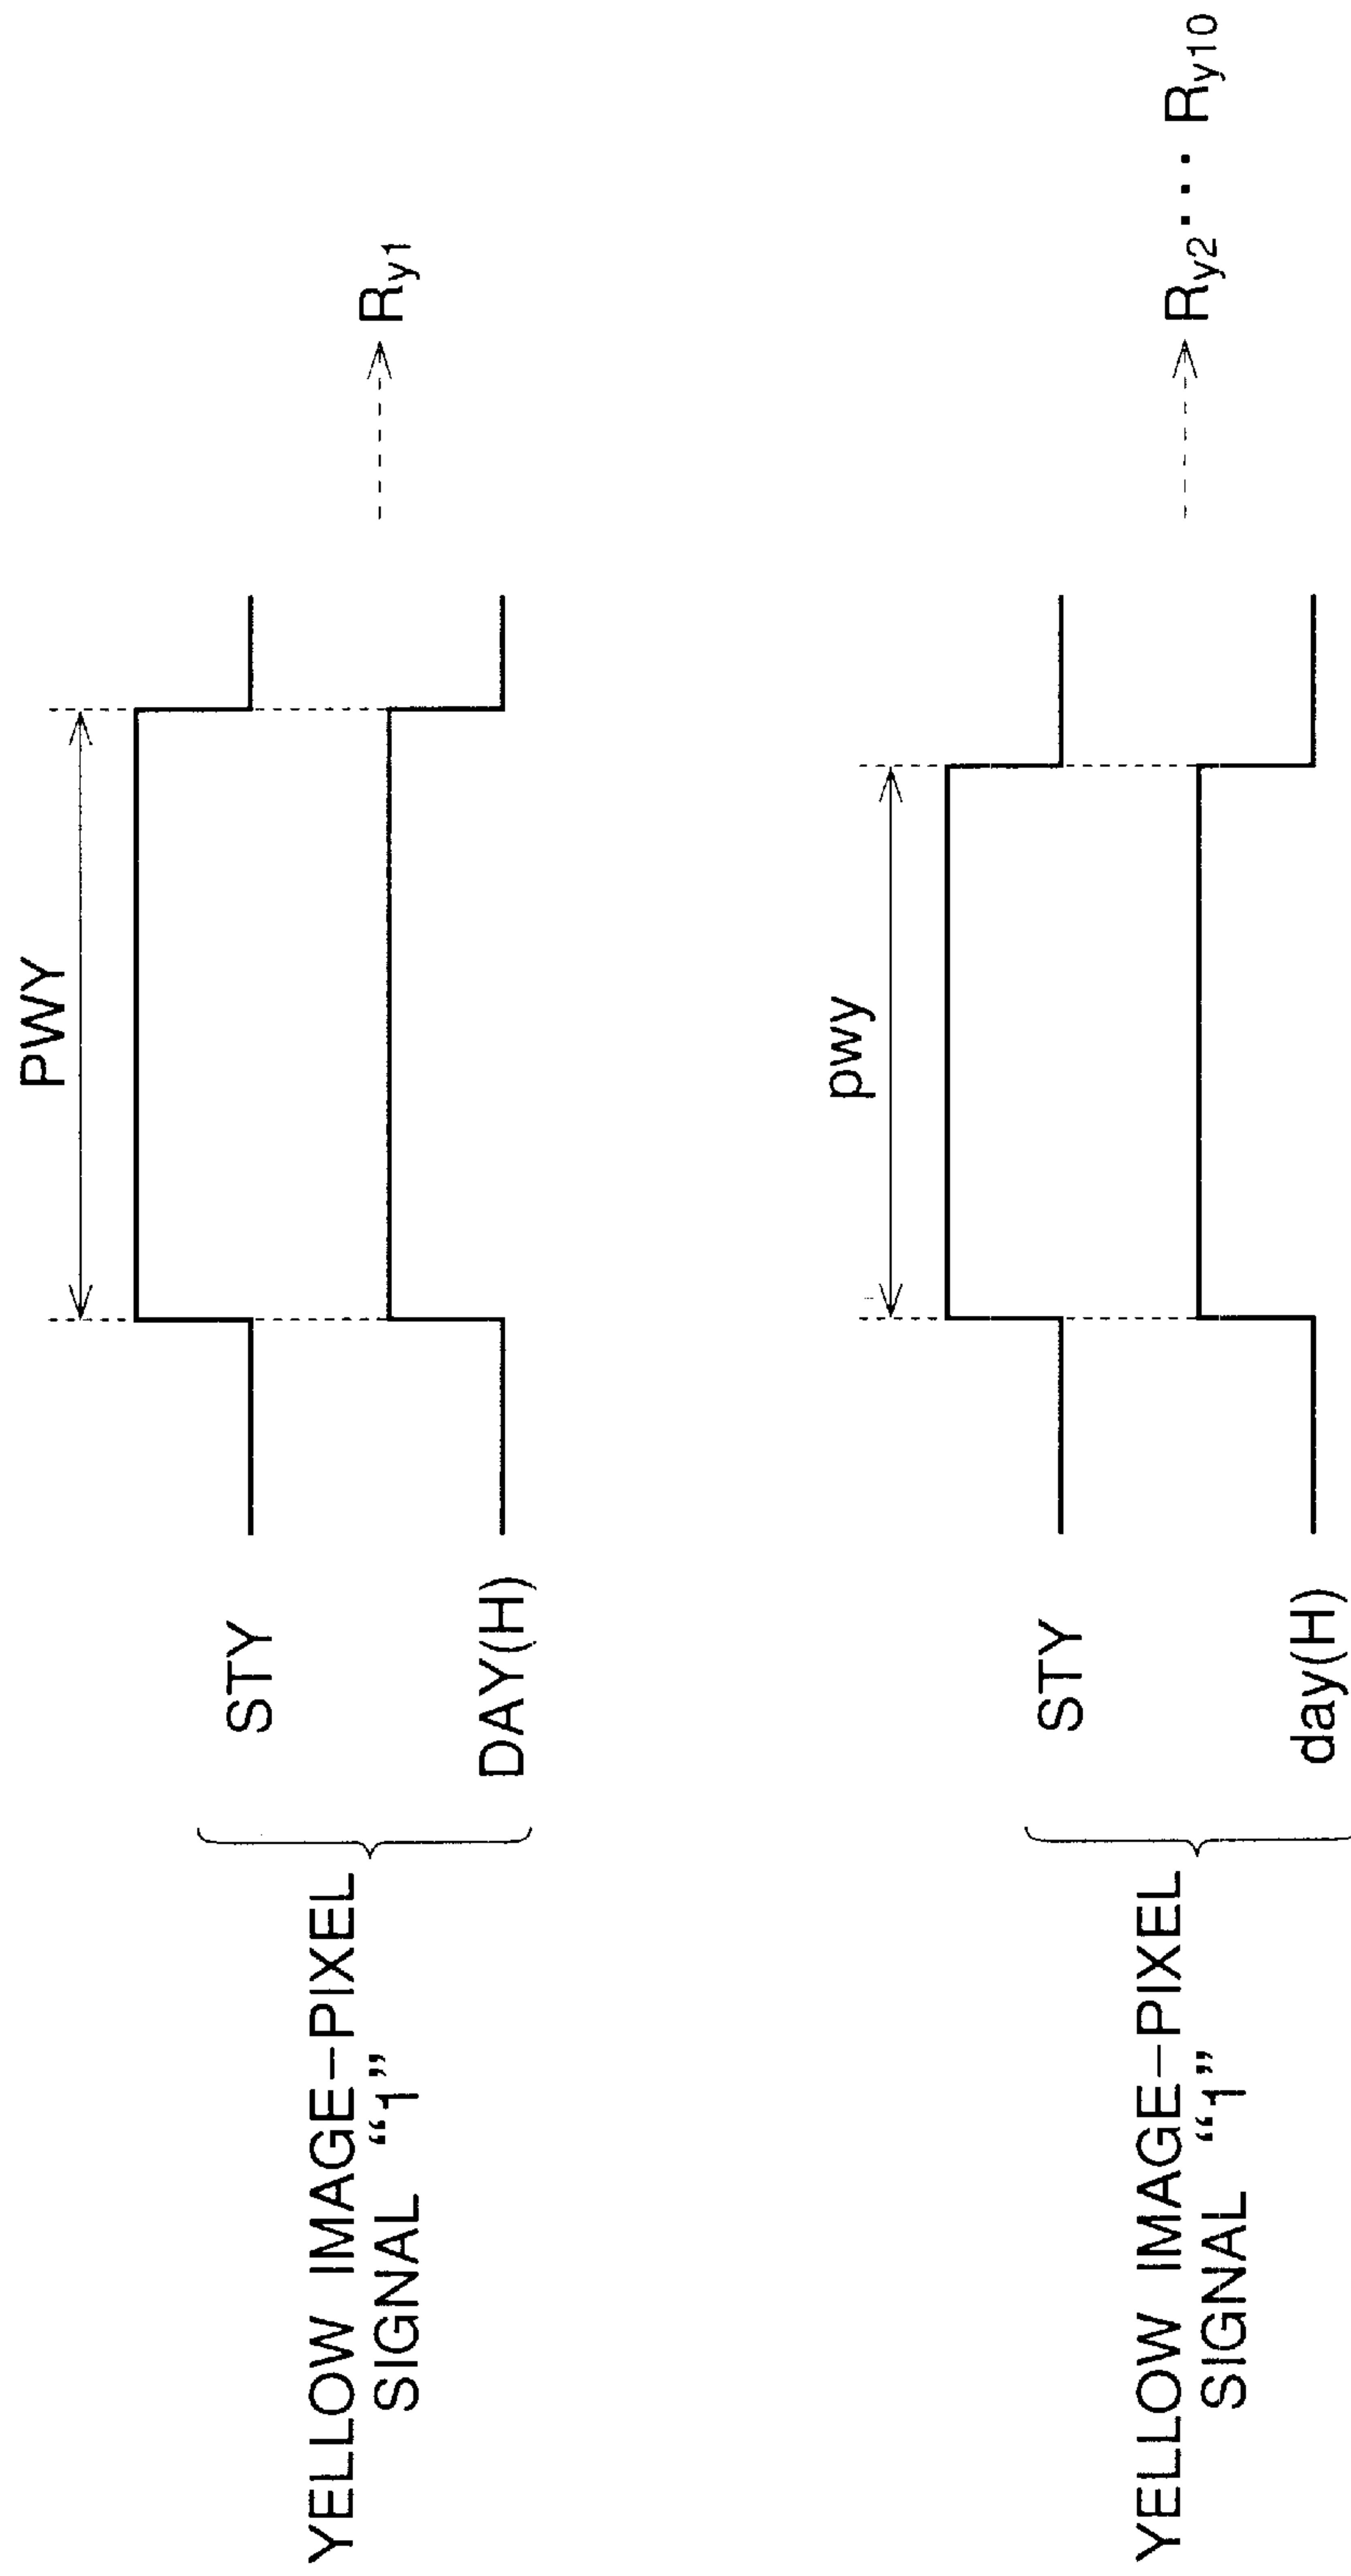 PWY
YELLOW IMAGE-PIXEL
SIGNAL "1"
STY
DAY(H)
Ry1
pwy
YELLOW IMAGE-PIXEL
SIGNAL "1"
STY
day(H)
Ry2 ··· Ry10